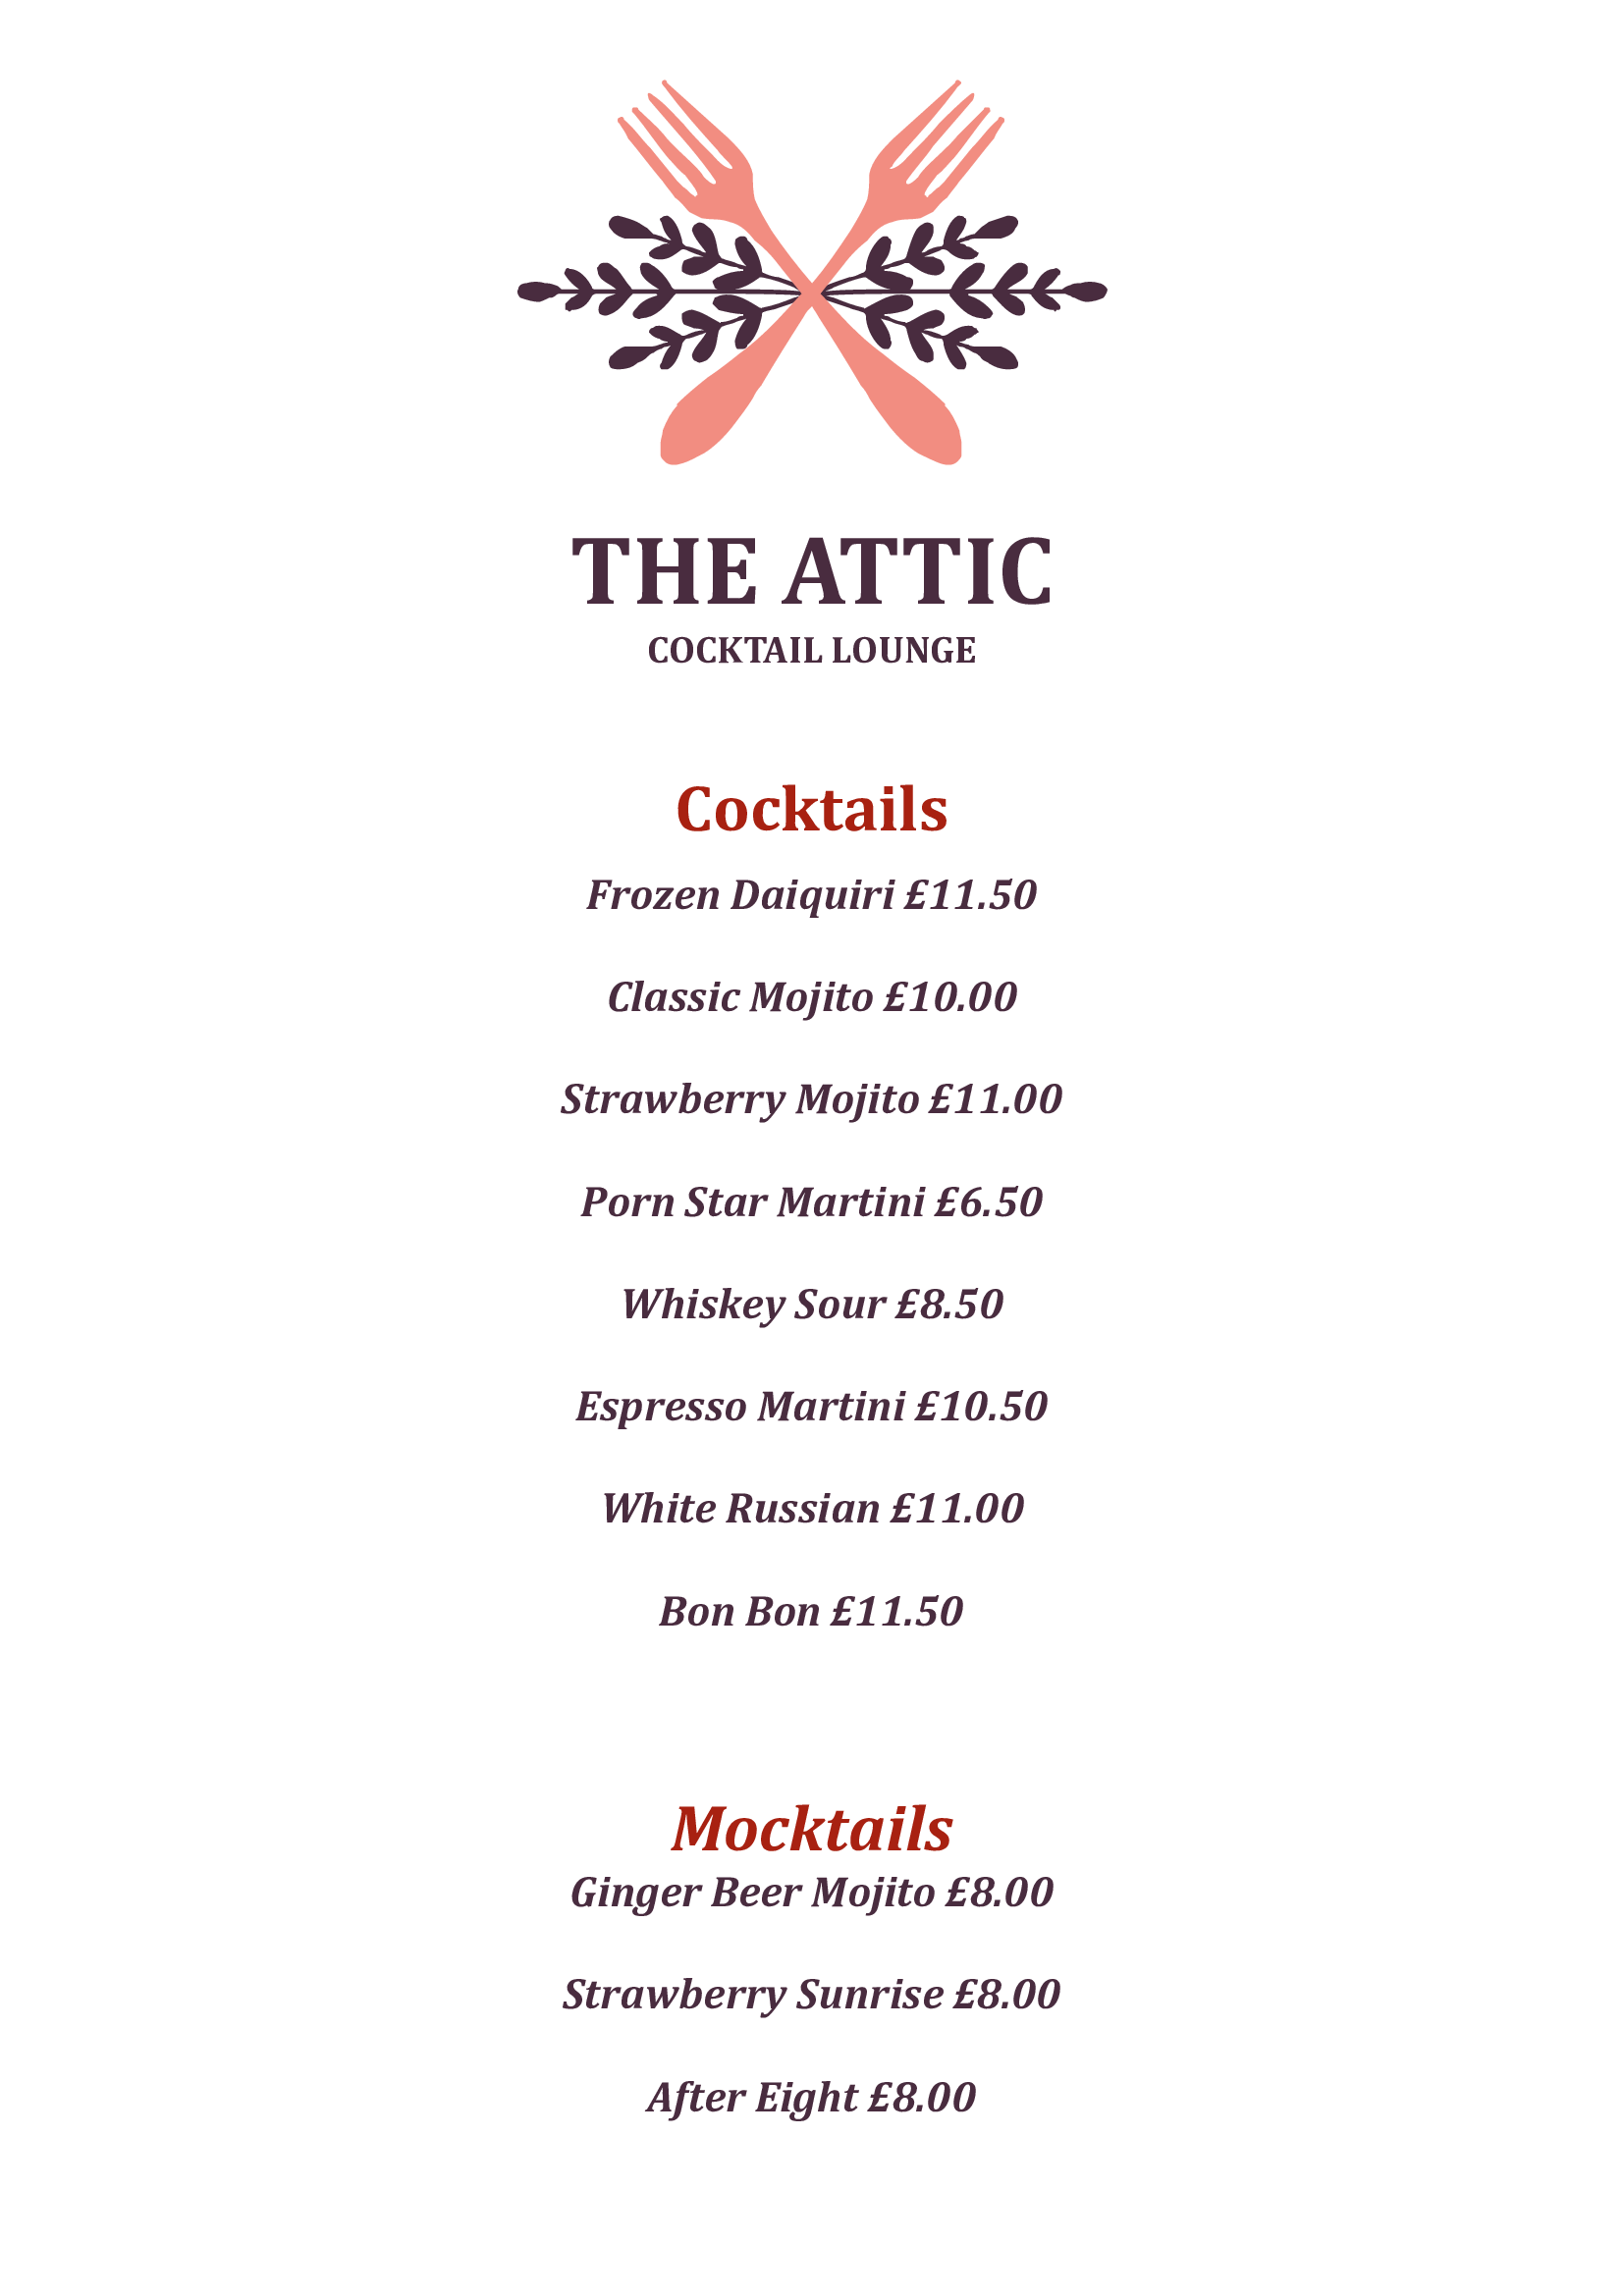 THE ATTIC
COCKTAIL LOUNGE
Cocktails
Frozen Daiquiri £11.50
Classic Mojito £10.00
Strawberry Mojito £11.00
Porn Star Martini £6.50
Whiskey Sour £8.50
Espresso Martini £10.50
White Russian £11.00
Bon Bon £11.50
Mocktails
Ginger Beer Mojito £8.00
Strawberry Sunrise £8.00
After Eight £8.00